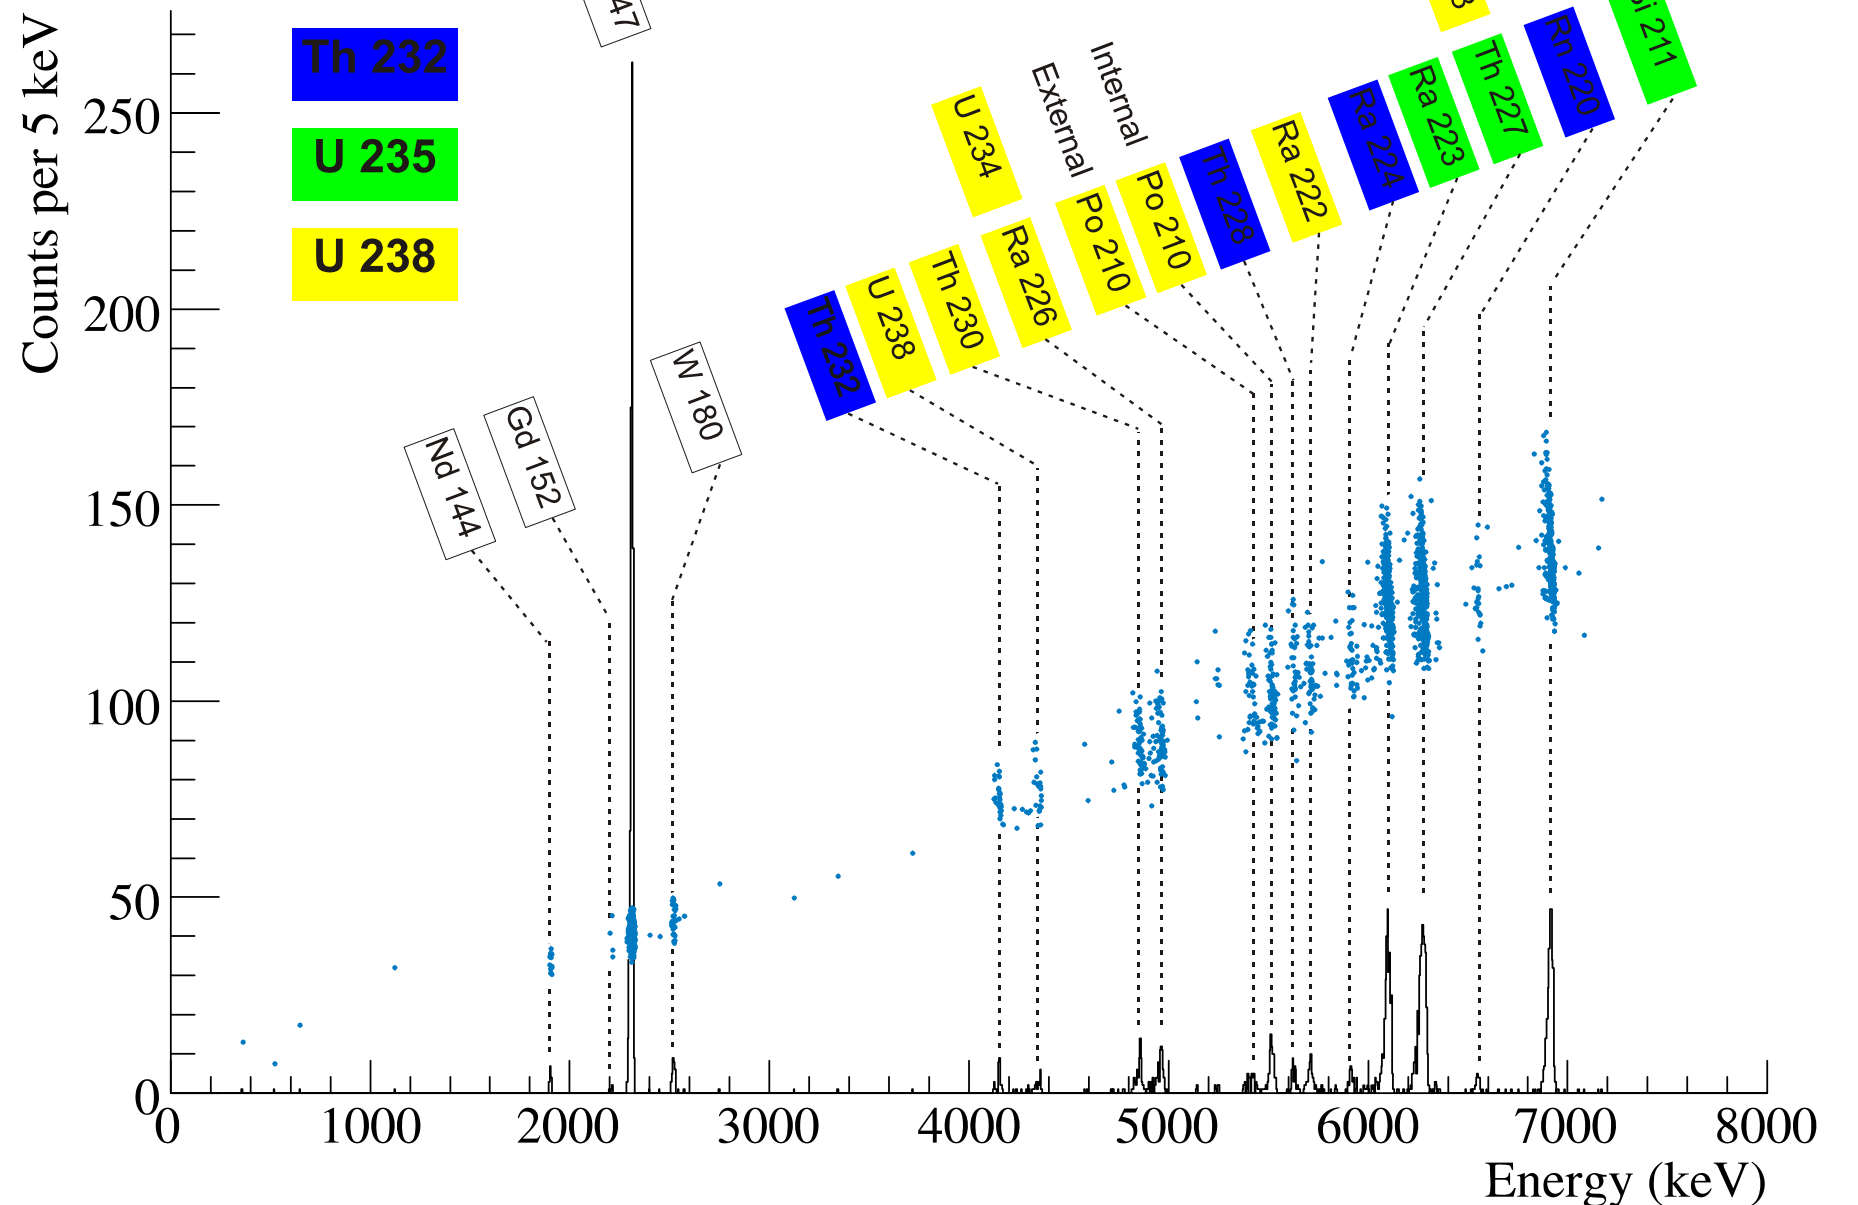 Counts per 5 keV
250
200
150
100
50
0
Th 232
U 235
U 238
47
Nd 144
Gd 152
W 180
Th 232
U 238
Th 230
U 234
Ra 226
External
Po 210
Internal
Po 210
Th 228
Ra 222
Ra 224
Ra 223
Th 227
Rn 220
211
0
1000
2000
3000
4000
5000
6000
7000
8000
Energy (keV)